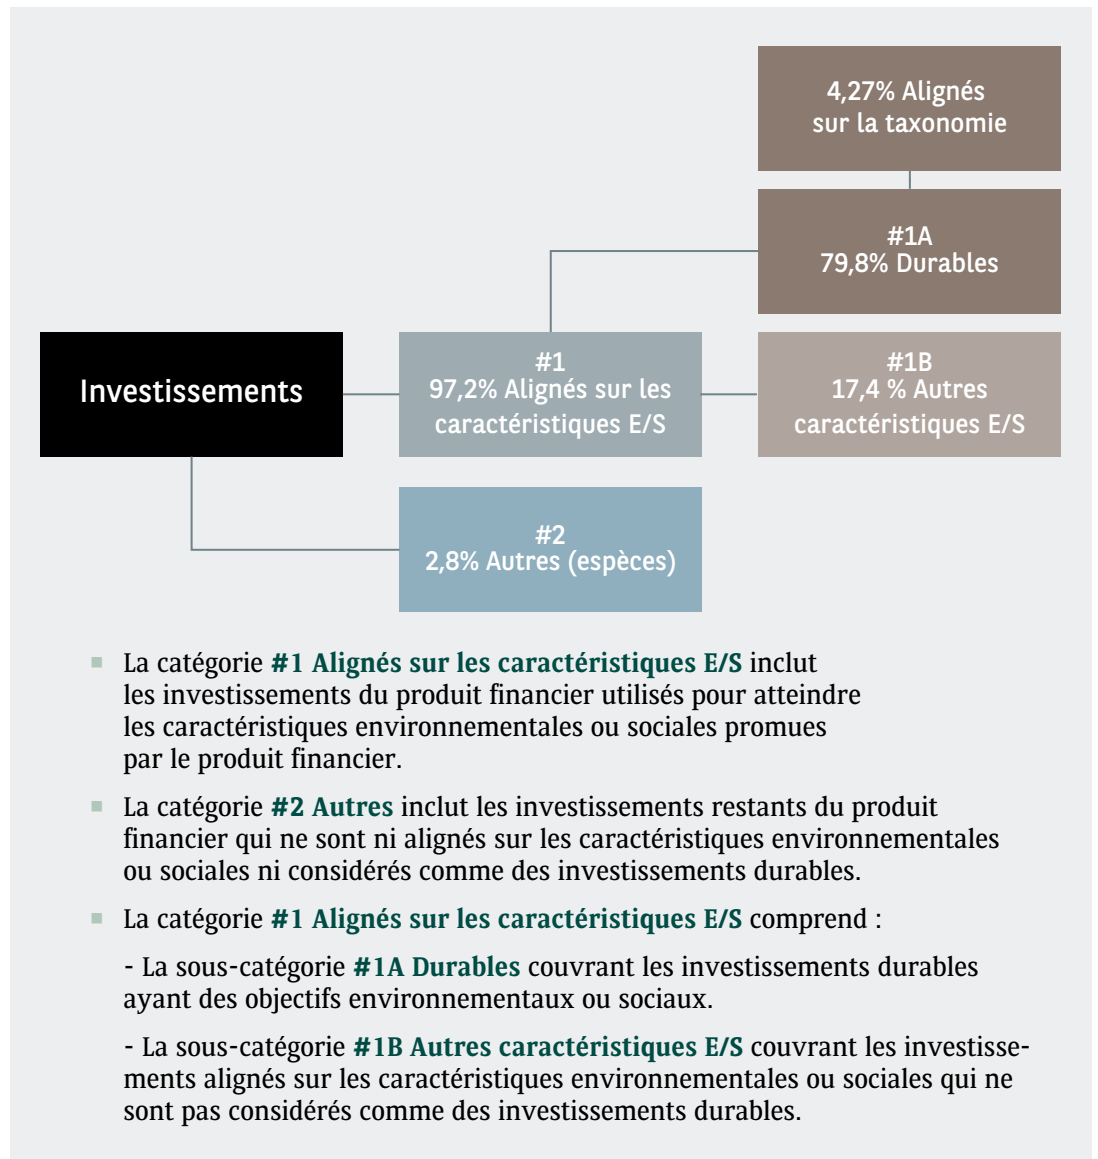 4,27% Alignés
sur la taxonomie
#1A
79,8% Durables
Investissements
#1
97,2% Alignés sur les
caractéristiques E/S
#1B
17,4 % Autres
caractéristiques E/S
#2
2,8% Autres (espèces)
La catégorie #1 Alignés sur les caractéristiques E/S inclut
les investissements du produit financier utilisés pour atteindre
les caractéristiques environnementales ou sociales promues
par le produit financier.
La catégorie #2 Autres inclut les investissements restants du produit
financier qui ne sont ni alignés sur les caractéristiques environnementales
ou sociales ni considérés comme des investissements durables.
La catégorie #1 Alignés sur les caractéristiques E/S comprend :
- La sous-catégorie #1A Durables couvrant les investissements durables
ayant des objectifs environnementaux ou sociaux.
- La sous-catégorie #1B Autres caractéristiques E/S couvrant les investisse-
ments alignés sur les caractéristiques environnementales ou sociales qui ne
sont pas considérés comme des investissements durables.